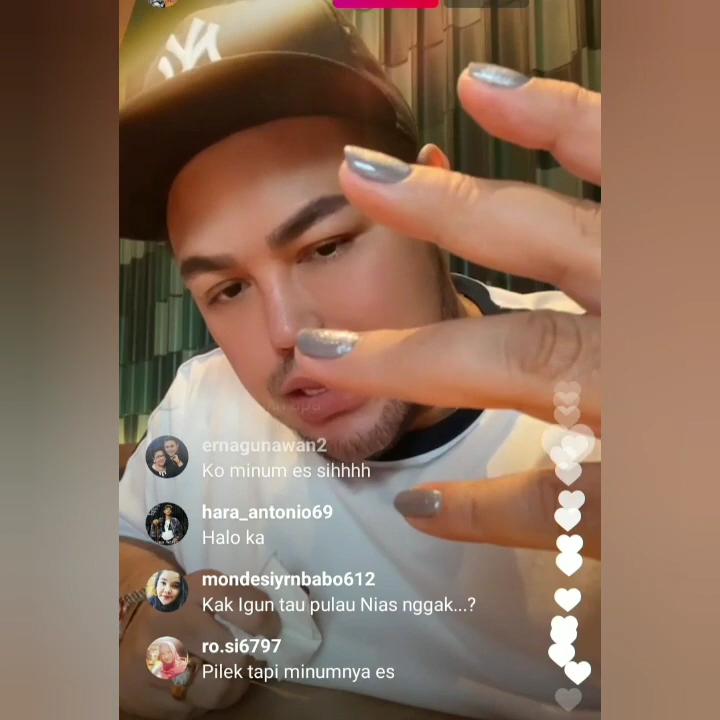 NY
ernagunawan2
Ko minum es sihhhh
hara_antonio69
Halo ka
mondesiyrnbabo612
Kak Igun tau pulau Nias nggak...?
ro.si6797
Pilek tapi minumnya es